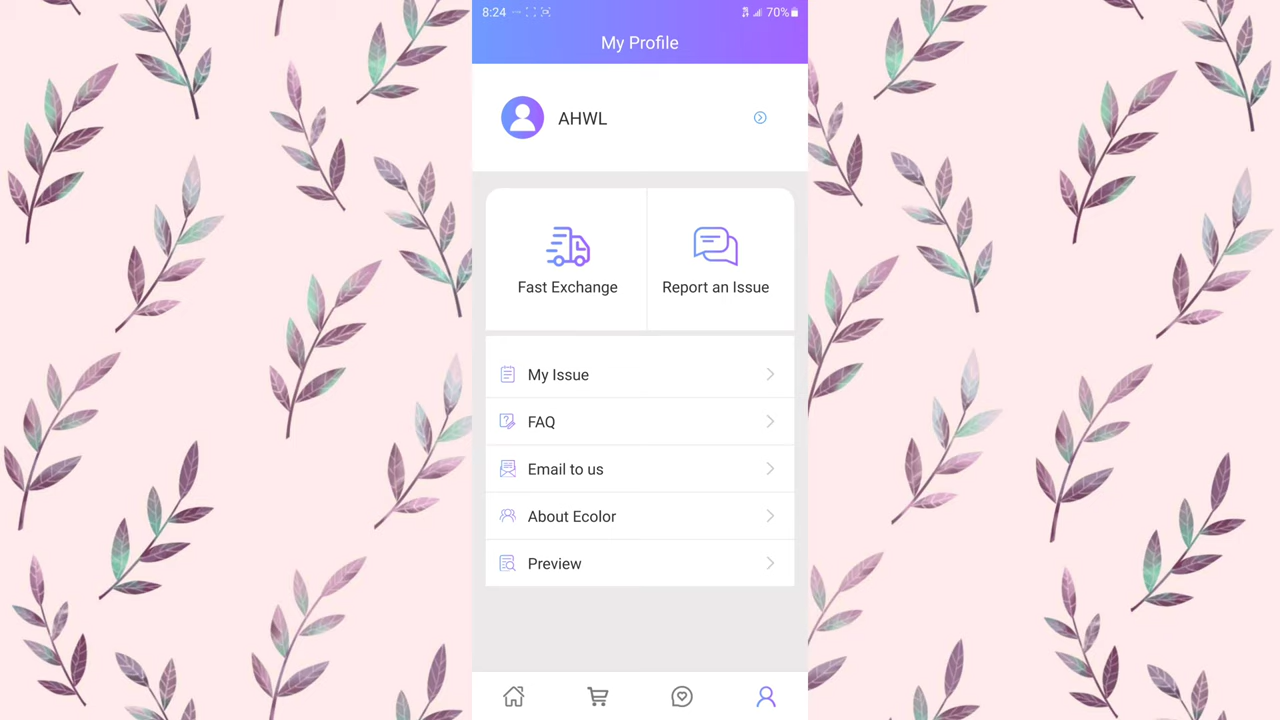 8:24 70%
My Profile
AHWL
Fast Exchange
Report an Issue
My Issue
FAQ
Email to us
About Ecolor
Preview